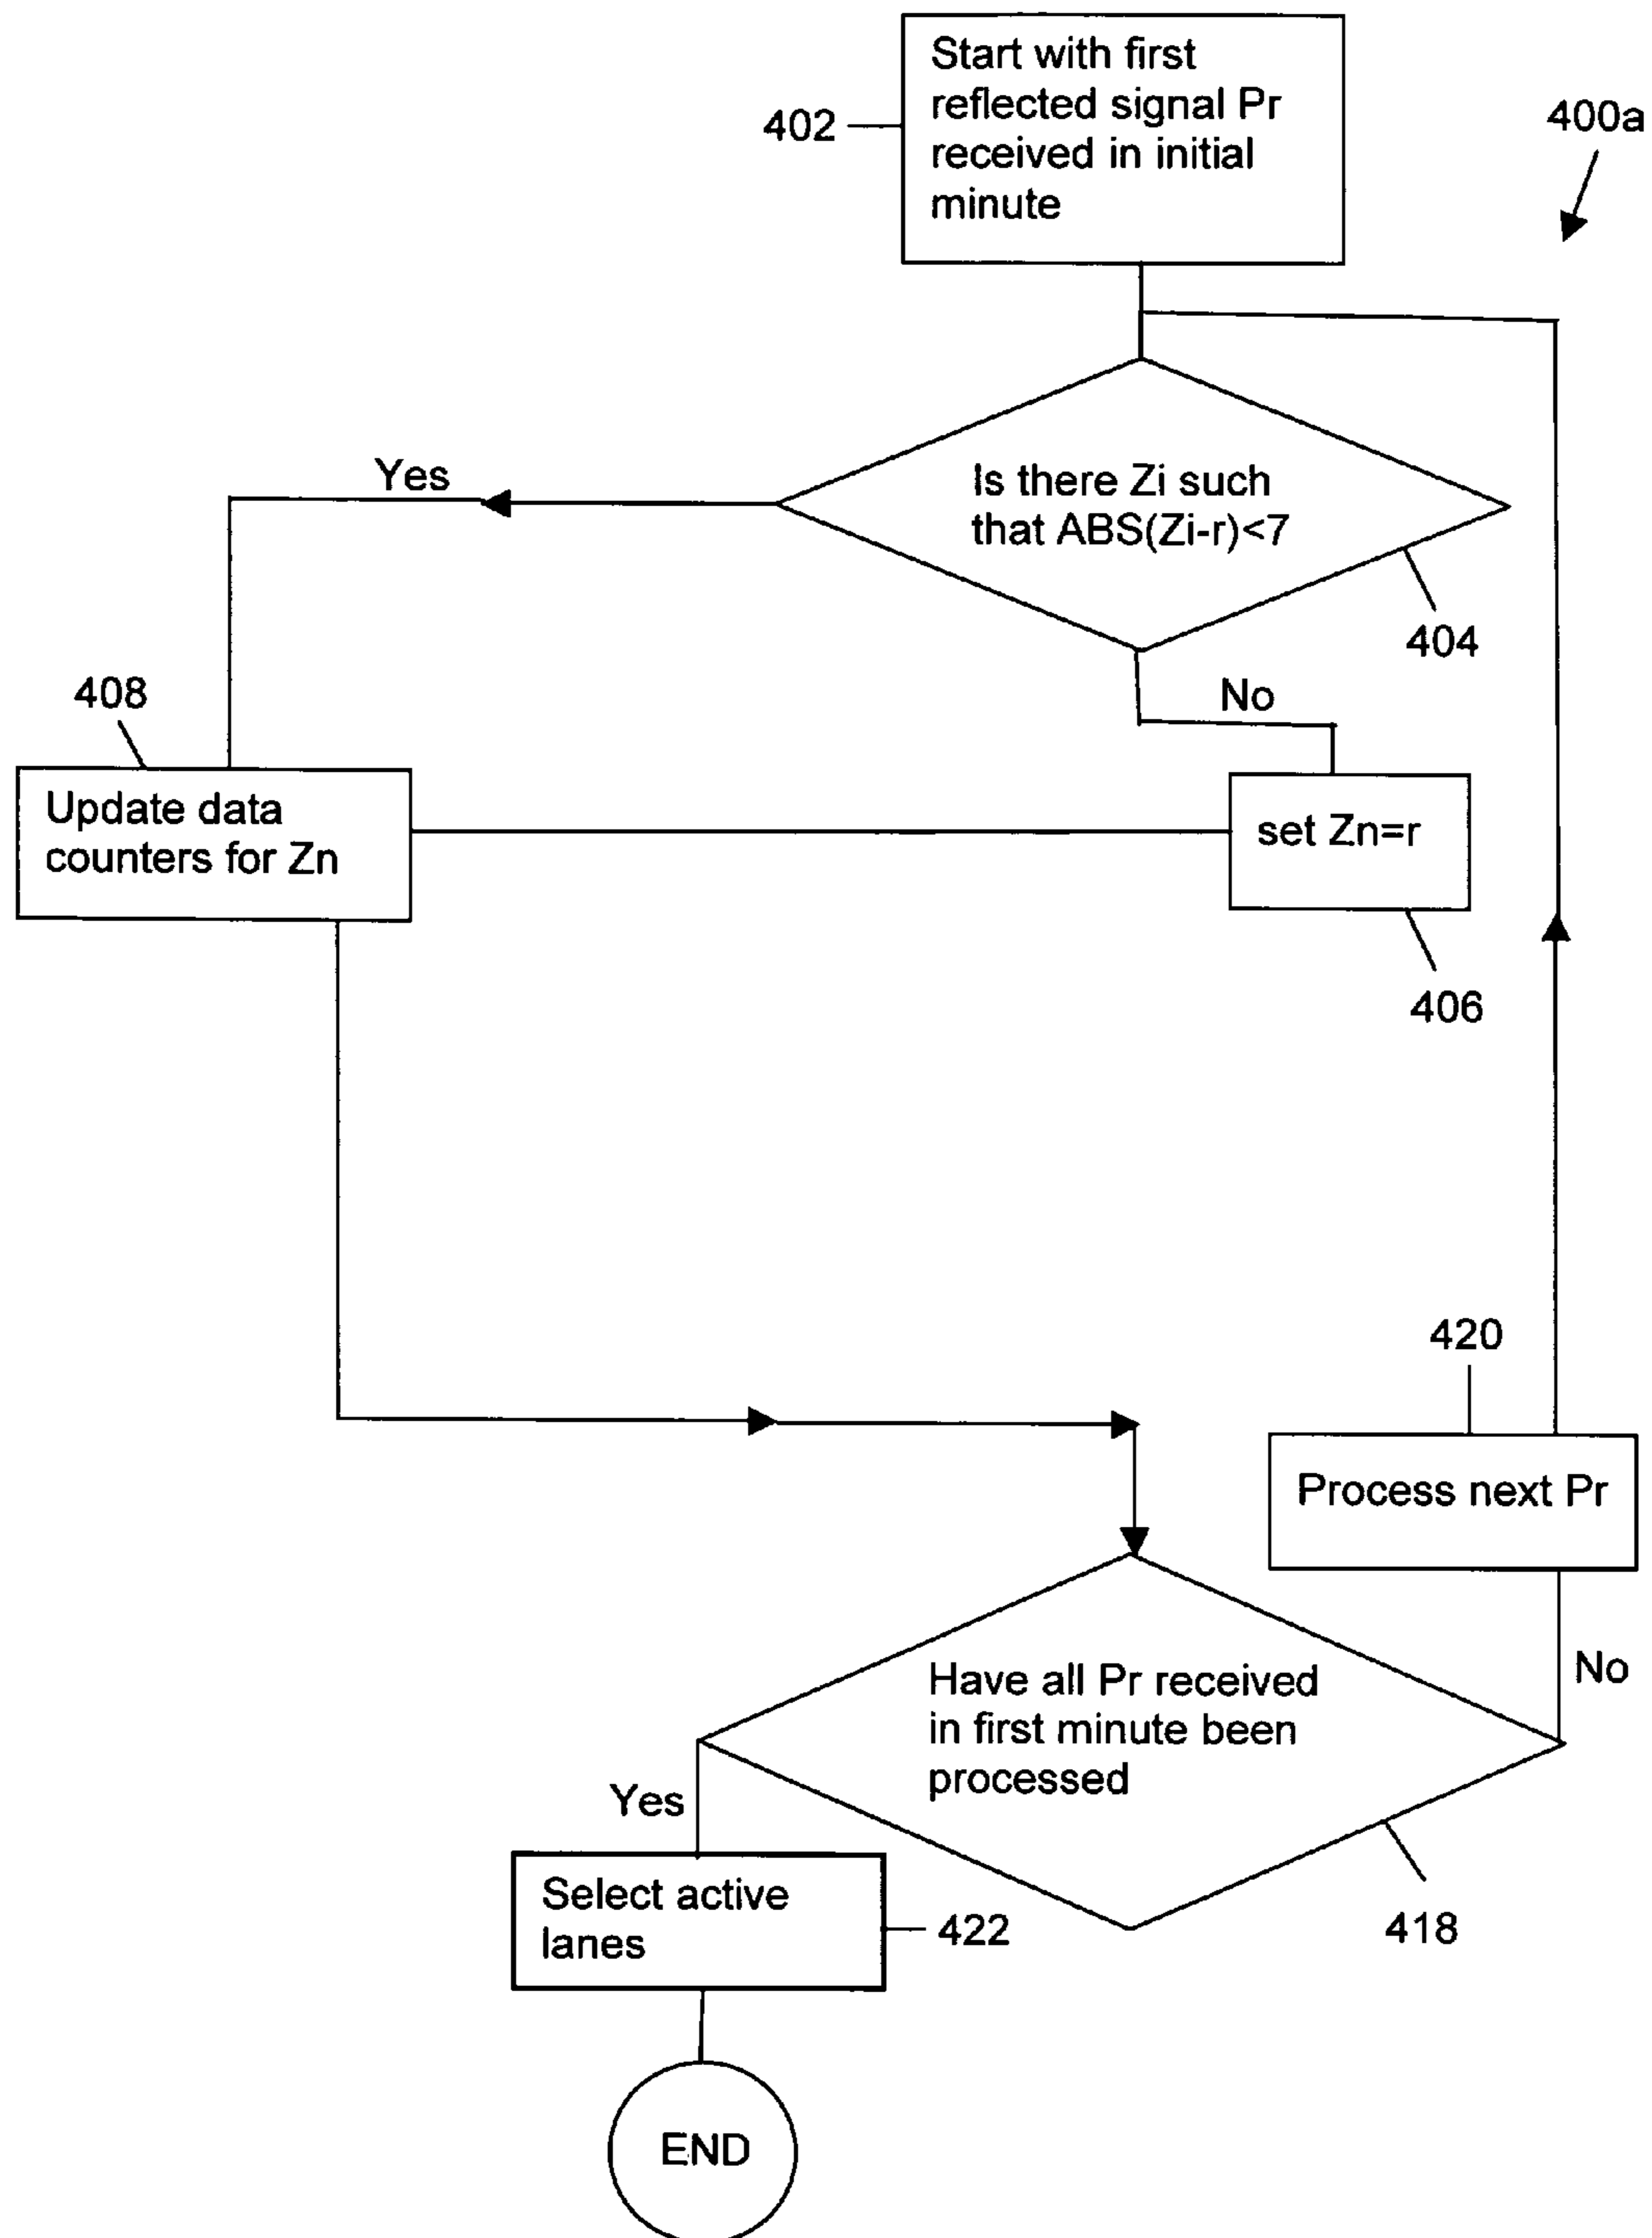 Start with first
reflected signal Pr
received in initial
minute
402
400a
Is there Zi such
that ABS(Zi-r)<7
Yes
404
No
408
Update data
counters for Zn
set Zn=r
406
420
Process next Pr
Have all Pr received
in first minute been
processed
No
Yes
Select active
lanes
422
418
END